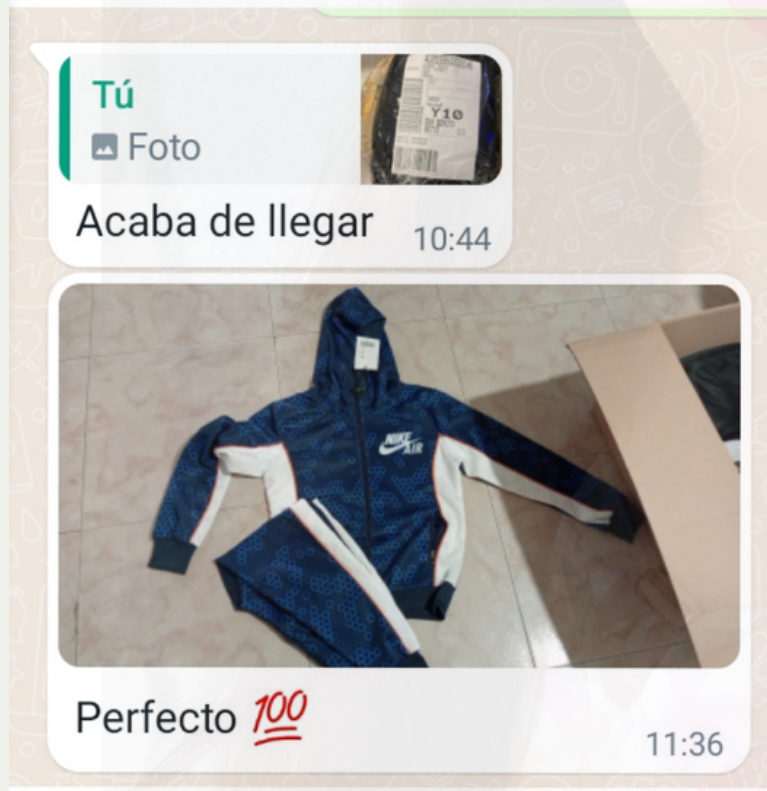 Tú
Foto
Y10
Acaba de llegar
10:44
NIKE
AIR
Perfecto 💯
11:36